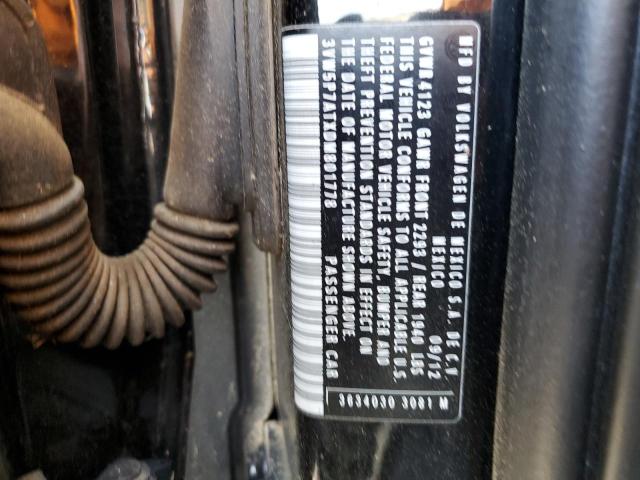 MFD BY VOLKSWAGEN DE MEXICO S.A. DE C.V
MEXICO 09/12
GVWR 4123 GAWR FRONT 2293 / REAR 1940 LBS
THIS VEHICLE CONFORMS TO ALL APPLICABLE U.S.
FEDERAL MOTOR VEHICLE SAFETY, BUMPER AND
THEFT PREVENTION STANDARDS IN EFFECT ON
THE DATE OF MANUFACTURE SHOWN ABOVE.
3VW5P7ATXDM801778 PASSENGER CAR
3634030 3081 M